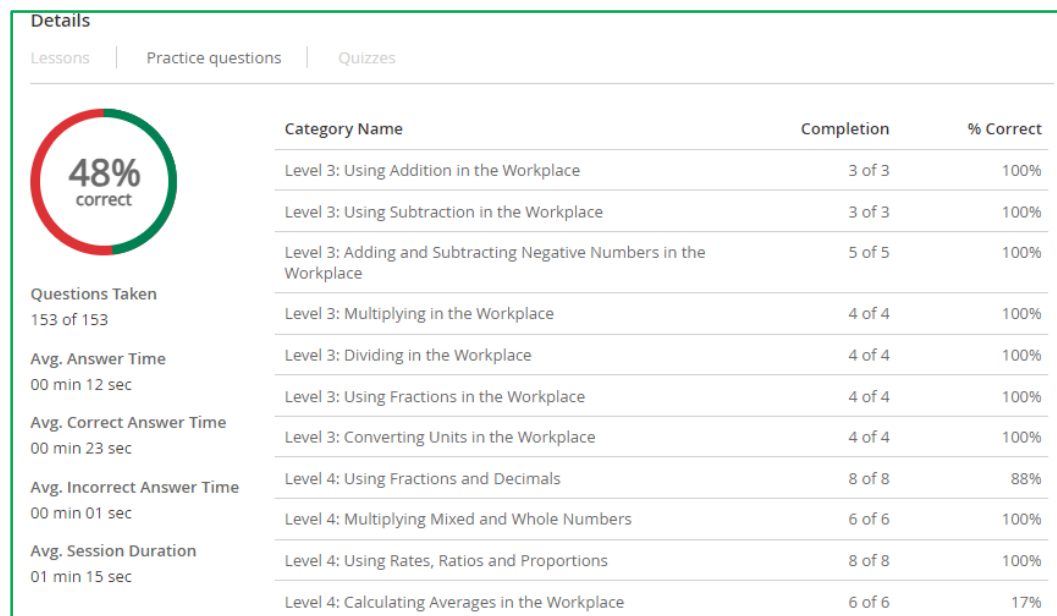 Details
Lessons | Practice questions | Quizzes
48%
correct
Questions Taken
153 of 153
Avg. Answer Time
00 min 12 sec
Avg. Correct Answer Time
00 min 23 sec
Avg. Incorrect Answer Time
00 min 01 sec
Avg. Session Duration
01 min 15 sec
Category Name Completion % Correct
Level 3: Using Addition in the Workplace 3 of 3 100%
Level 3: Using Subtraction in the Workplace 3 of 3 100%
Level 3: Adding and Subtracting Negative Numbers in the 5 of 5 100%
Workplace
Level 3: Multiplying in the Workplace 4 of 4 100%
Level 3: Dividing in the Workplace 4 of 4 100%
Level 3: Using Fractions in the Workplace 4 of 4 100%
Level 3: Converting Units in the Workplace 4 of 4 100%
Level 4: Using Fractions and Decimals 8 of 8 88%
Level 4: Multiplying Mixed and Whole Numbers 6 of 6 100%
Level 4: Using Rates, Ratios and Proportions 8 of 8 100%
Level 4: Calculating Averages in the Workplace 6 of 6 17%